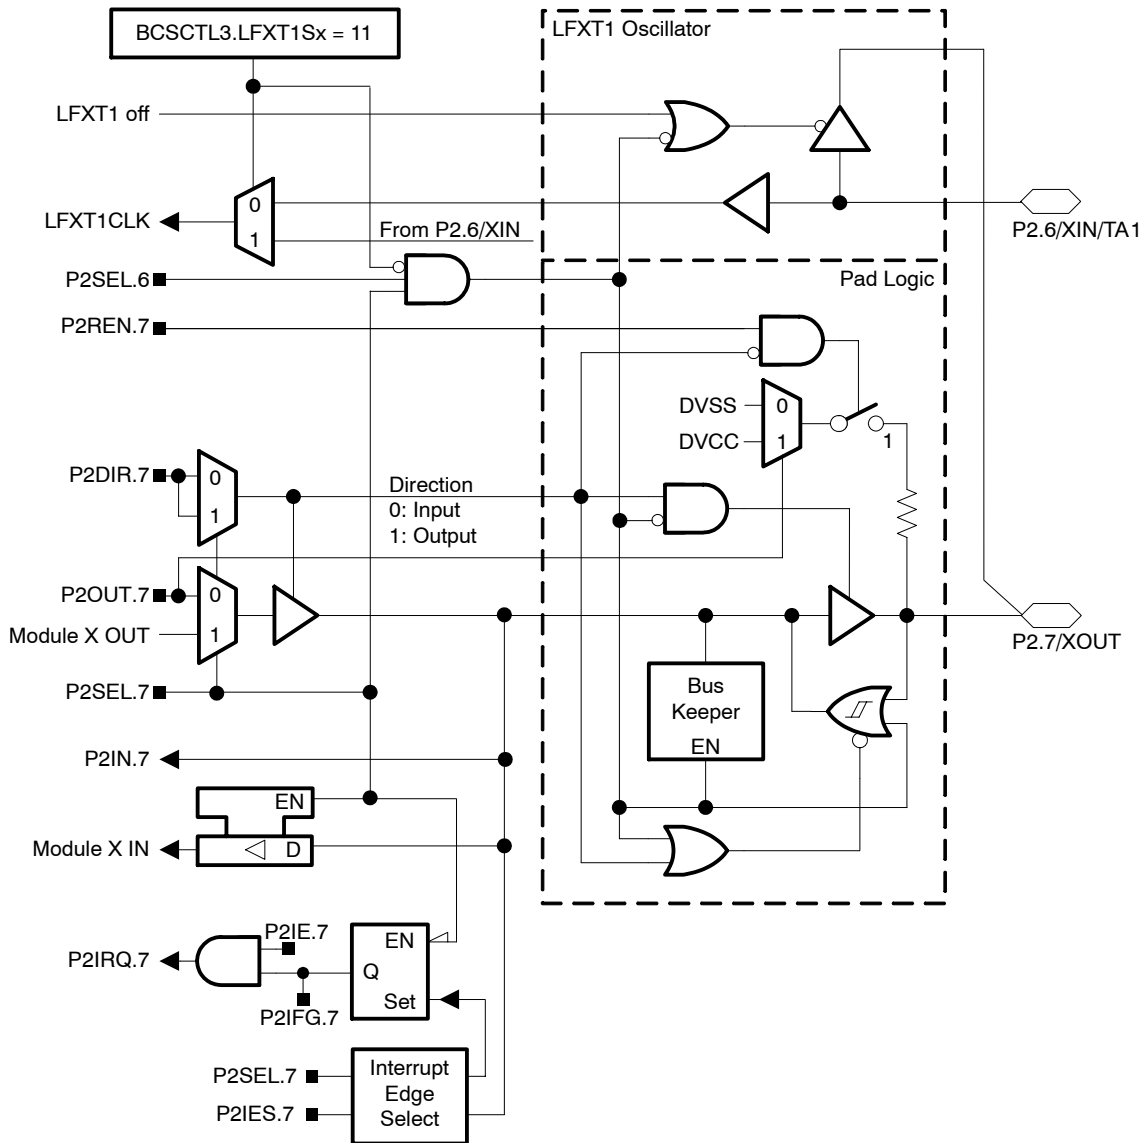 BCSCTL3.LFXT1Sx = 11
LFXT1 Oscillator
LFXT1 off
0
LFXT1CLK
1
From P2.6/XIN
P2.6/XIN/TA1
P2SEL.6
Pad Logic
P2REN.7
DVSS
0
DVCC
1
1
P2DIR.7
0
1
Direction
0: Input
1: Output
P2OUT.7
0
Module X OUT
1
P2.7/XOUT
P2SEL.7
Bus
Keeper
EN
P2IN.7
EN
Module X IN
D
P2IE.7
EN
P2IRQ.7
Q
Set
P2IFG.7
P2SEL.7
P2IES.7
Interrupt
Edge
Select